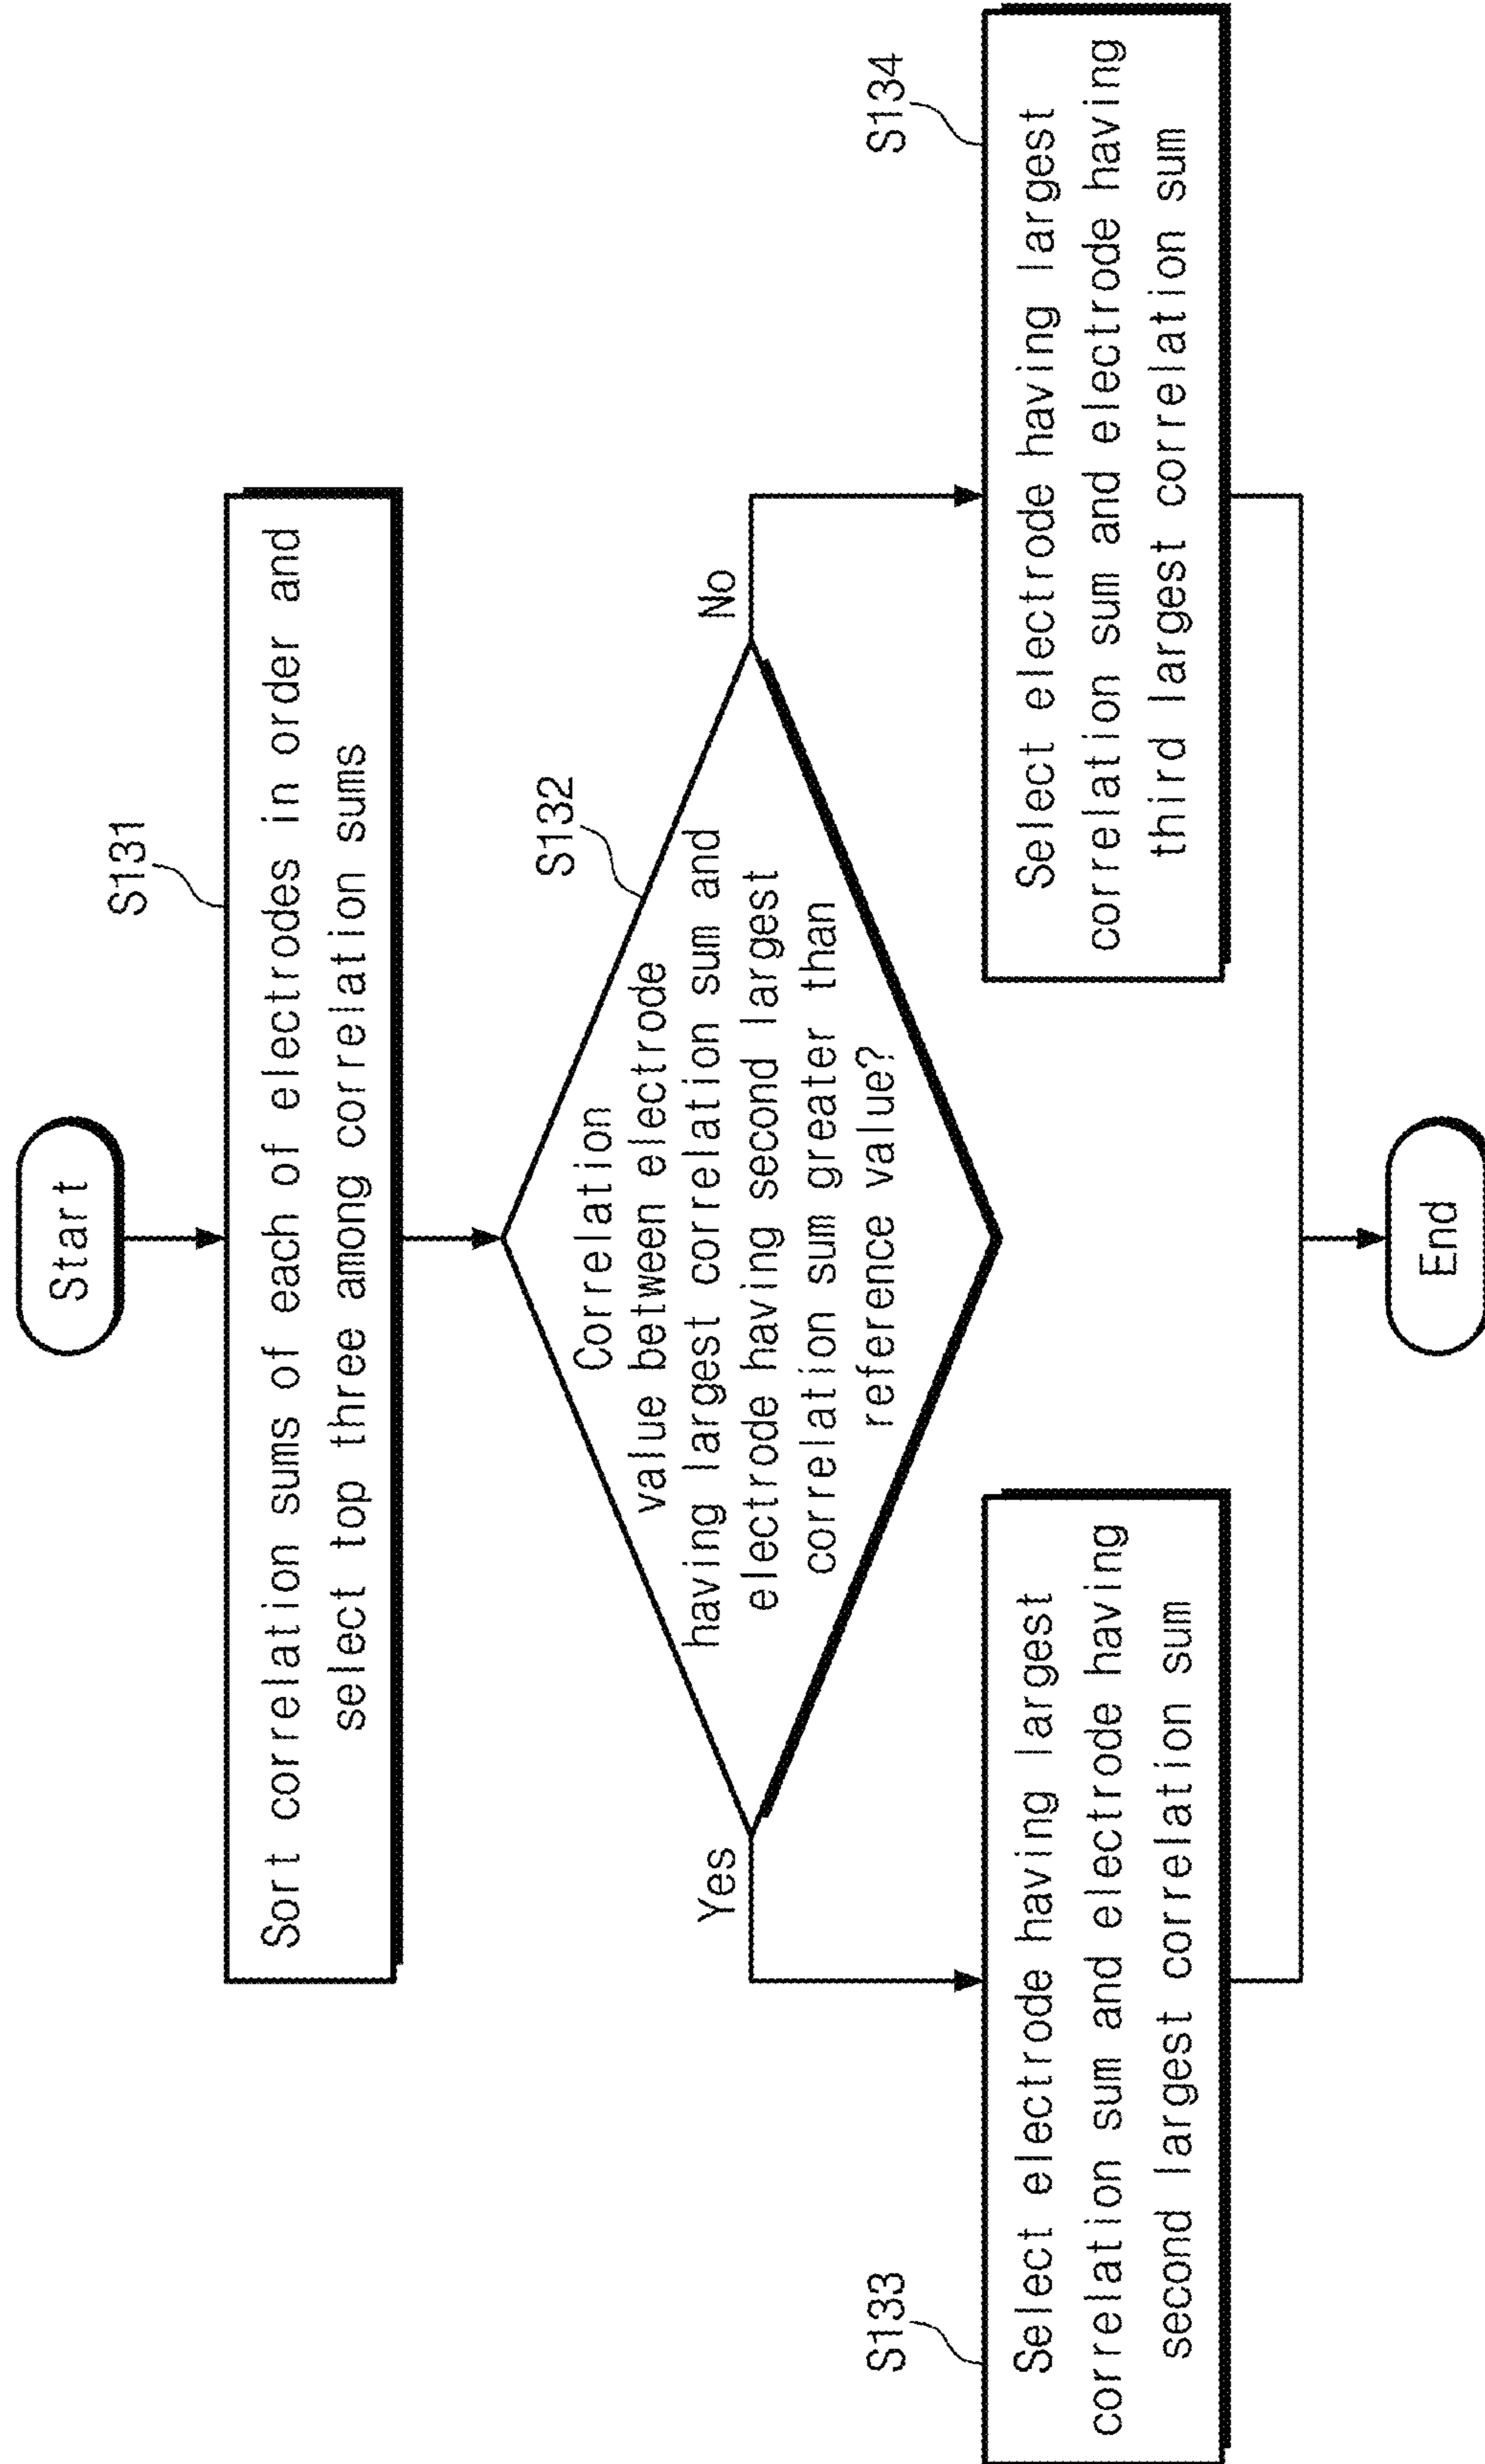 Start
S131
Sort correlation sums of each of electrodes in order and
select top three among correlation sums
S132
Correlation
value between electrode
having largest correlation sum and
electrode having second largest
correlation sum greater than
reference value?
Yes
No
S133
Select electrode having largest
correlation sum and electrode having
second largest correlation sum
S134
Select electrode having largest
correlation sum and electrode having
third largest correlation sum
End